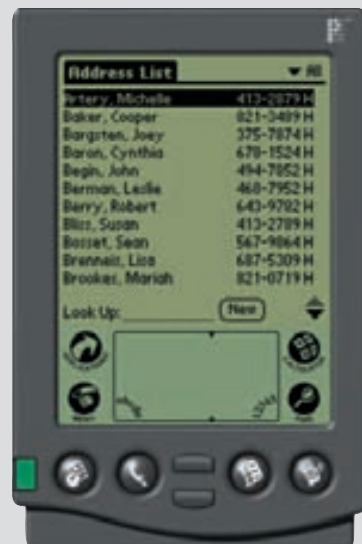 Address List All
Artery, Michelle 413-2879 H
Baker, Cooper 821-3489 H
Bargsten, Joey 375-7874 H
Baron, Cynthia 678-1524 H
Begin, John 494-7852 H
Berman, Leslie 468-7952 H
Berry, Robert 643-9782 H
Bliss, Susan 413-2789 H
Bosset, Sean 567-9864 H
Brenneis, Lisa 687-5309 H
Brookes, Mariah 821-0719 H
Look Up: New